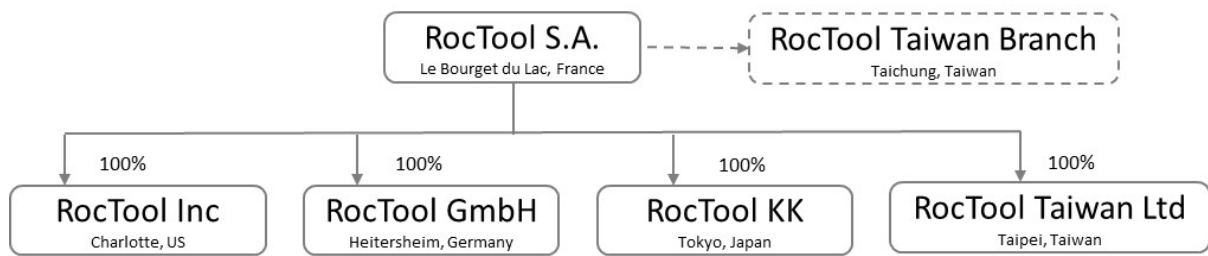 RocTool S.A.
Le Bourget du Lac, France
RocTool Taiwan Branch
Taichung, Taiwan
100%
100%
100%
100%
RocTool Inc
Charlotte, US
RocTool GmbH
Heitersheim, Germany
RocTool KK
Tokyo, Japan
RocTool Taiwan Ltd
Taipei, Taiwan